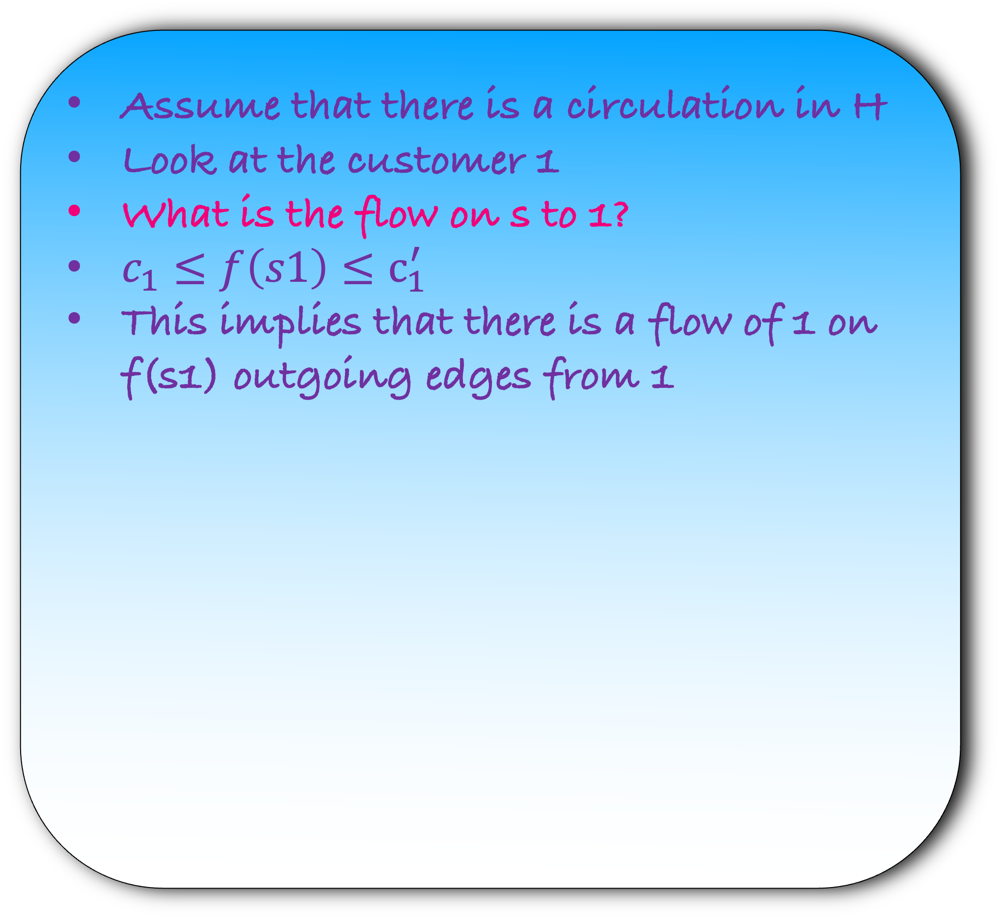 • Assume that there is a circulation in H
• Look at the customer 1
• What is the flow on s to 1?
• c₁ ≤ f(s1) ≤ c₁′
• This implies that there is a flow of 1 on
f(s1) outgoing edges from 1